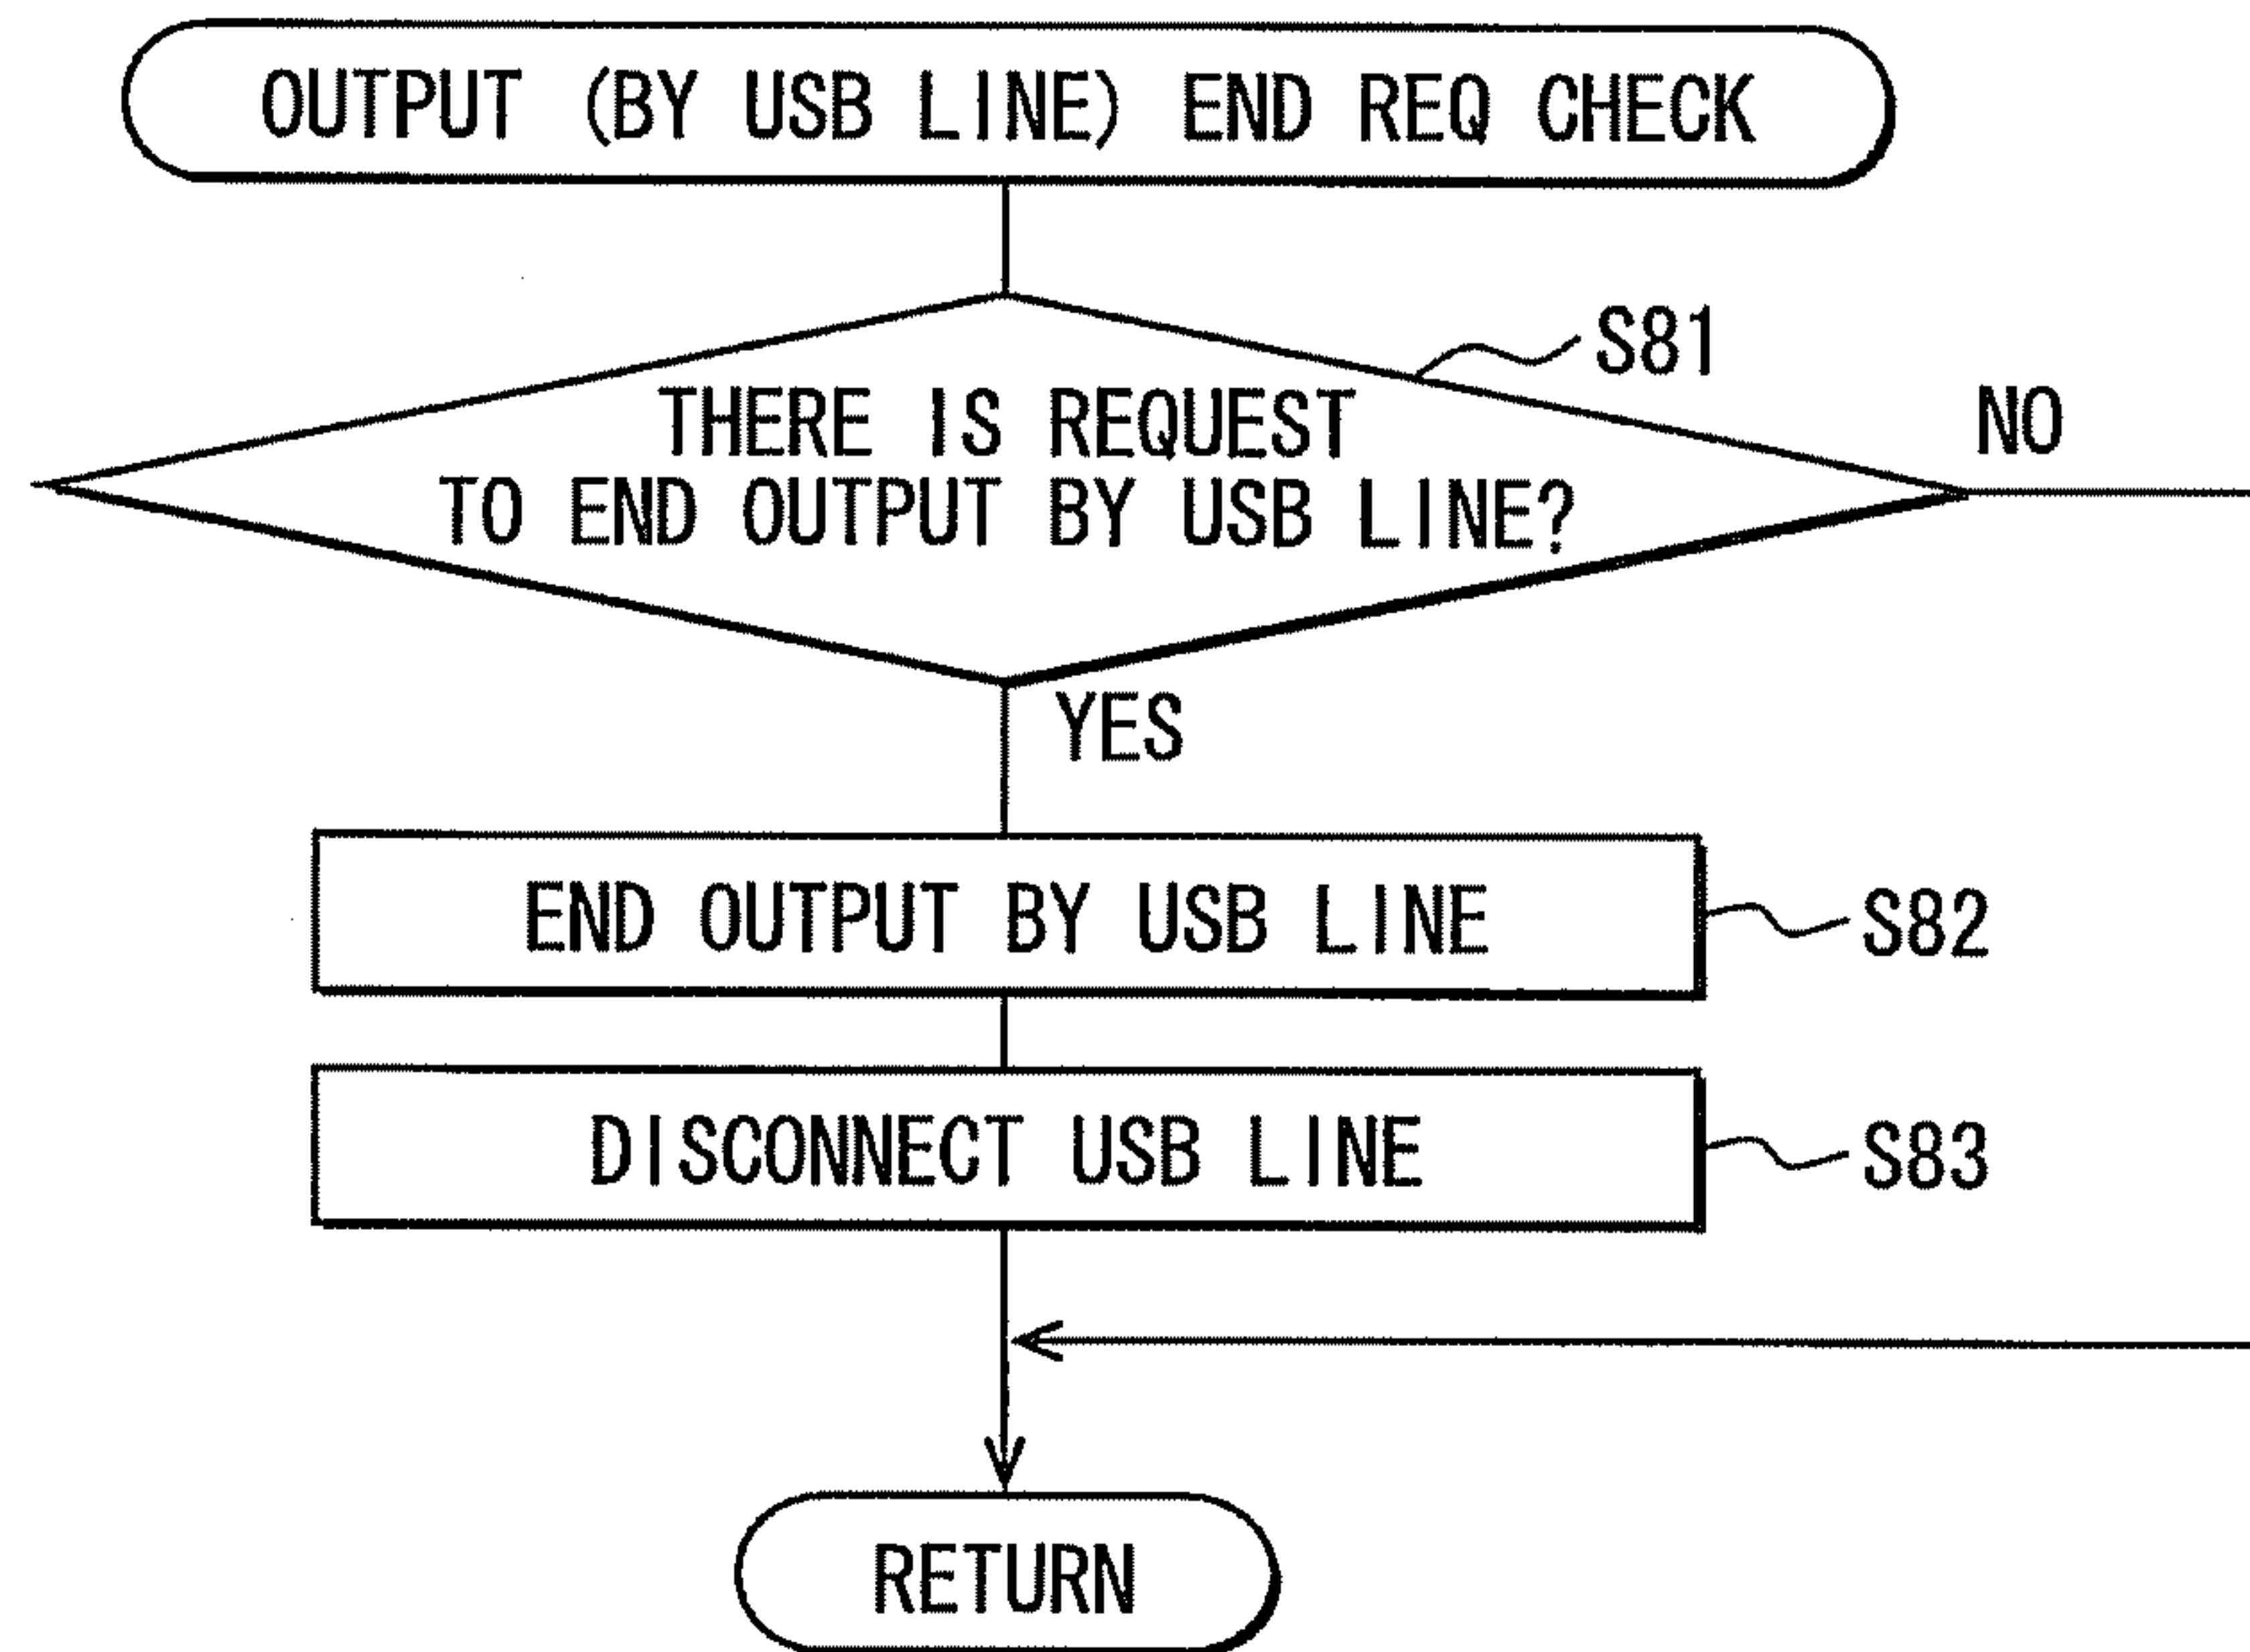 OUTPUT (BY USB LINE) END REQ CHECK
S81
THERE IS REQUEST
NO
TO END OUTPUT BY USB LINE?
YES
END OUTPUT BY USB LINE
S82
DISCONNECT USB LINE
S83
RETURN